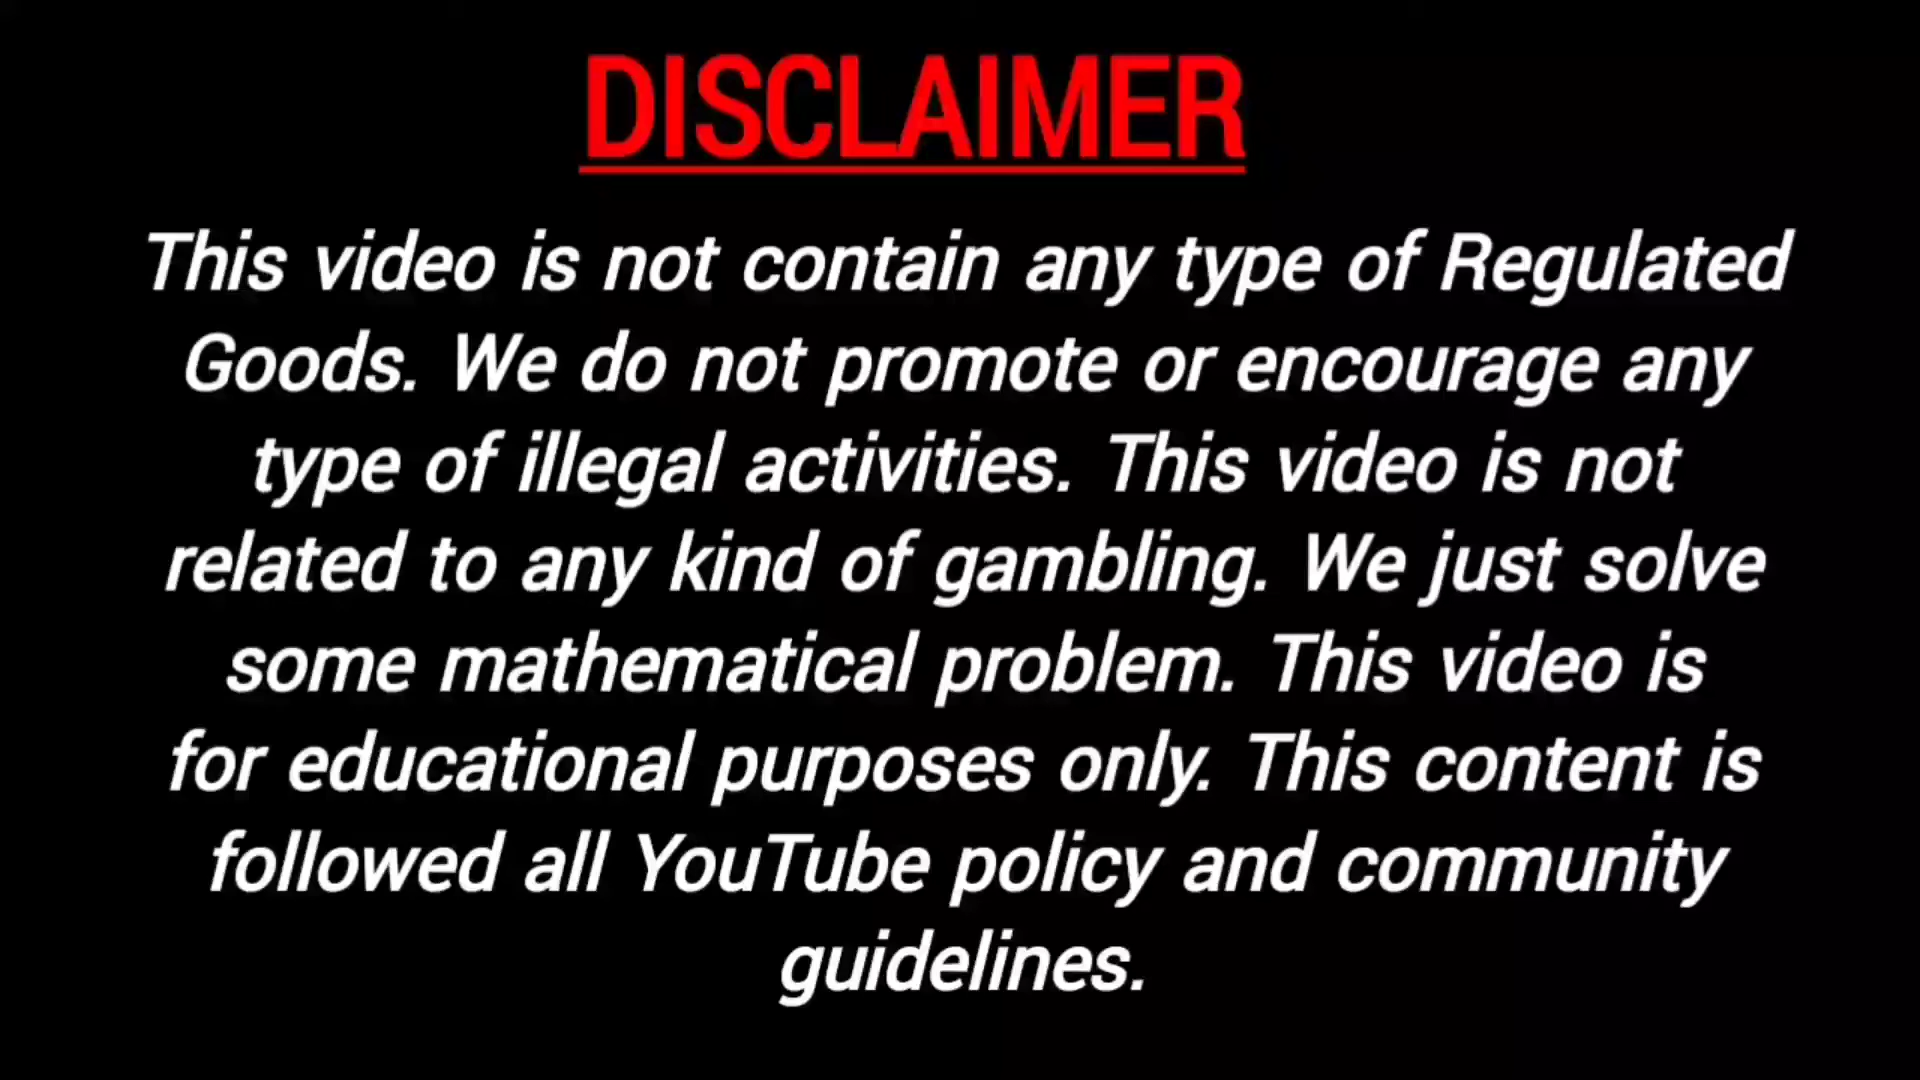 DISCLAIMER
This video is not contain any type of Regulated
Goods. We do not promote or encourage any
type of illegal activities. This video is not
related to any kind of gambling. We just solve
some mathematical problem. This video is
for educational purposes only. This content is
followed all YouTube policy and community
guidelines.